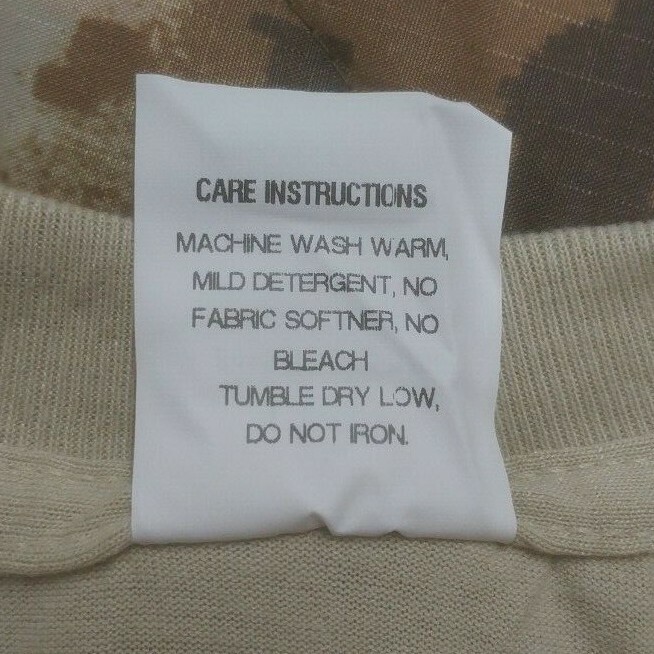 CARE INSTRUCTIONS
MACHINE WASH WARM,
MILD DETERGENT, NO
FABRIC SOFTNER, NO
BLEACH
TUMBLE DRY LOW,
DO NOT IRON.